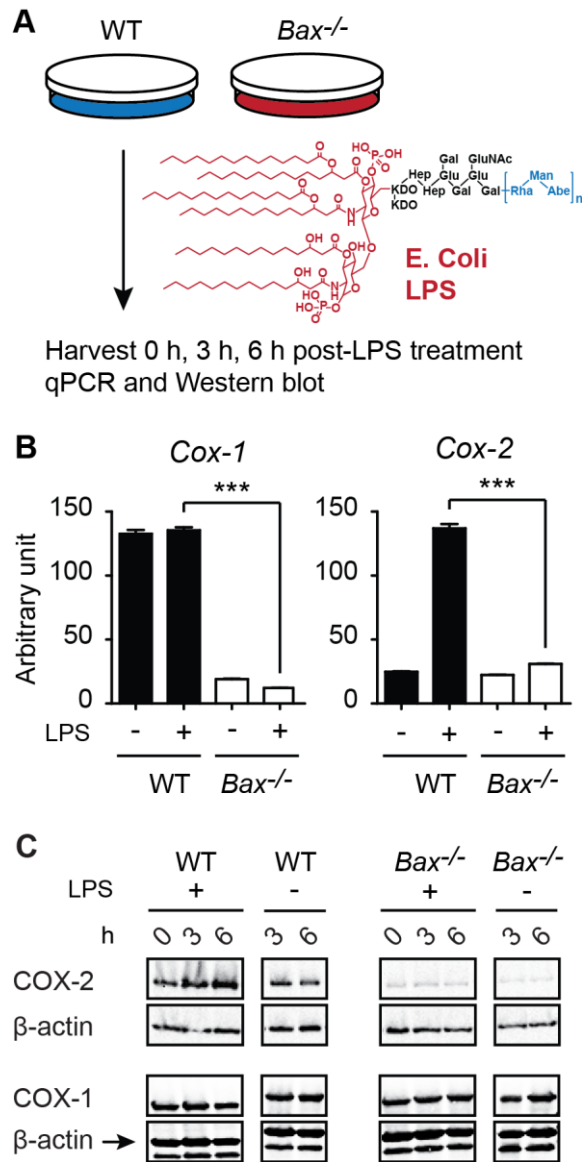 A
WT Bax-/-
O O
P-OH
OH
Gal GluNAc
Hep Glu Glu Man
KDO Hep Gal Gal Rha Abe n
KDO
E. Coli
LPS
Harvest 0 h, 3 h, 6 h post-LPS treatment
qPCR and Western blot
B
Cox-1 Cox-2
*** ***
150 150
100 100
50 50
0 0
Arbitrary unit
LPS - + - + - + - +
WT Bax-/- WT Bax-/-
C
WT WT Bax-/- Bax-/-
LPS + - + -
h 0 3 6 3 6 0 3 6 3 6
COX-2
β-actin
COX-1
β-actin